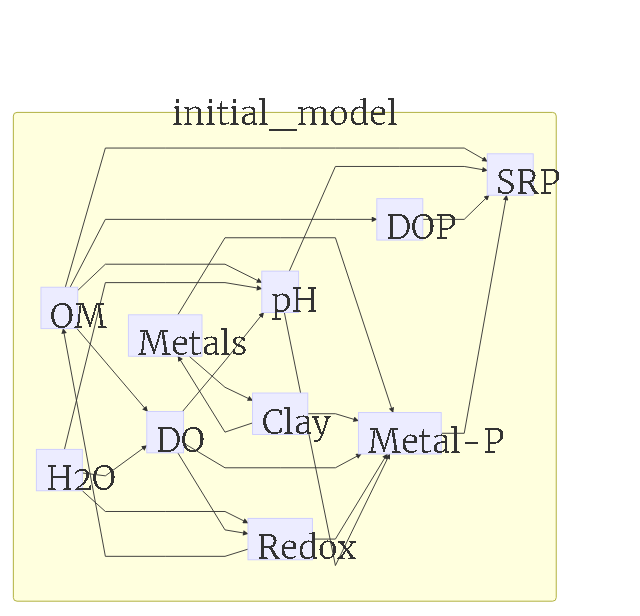 initial_model
SRP
DOP
OM
pH
Metals
Clay
DO
Metal-P
H2O
Redox